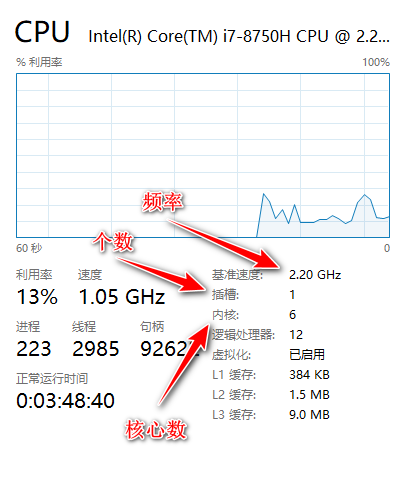 CPU Intel(R) Core(TM) i7-8750H CPU @ 2.2...
% 利用率 100%
频率
个数
60 秒 0
利用率 速度 基准速度: 2.20 GHz
13% 1.05 GHz 插槽: 1
进程 线程 句柄 内核: 6
223 2985 9262 逻辑处理器: 12
虚拟化: 已启用
正常运行时间 L1 缓存: 384 KB
0:03:48:40 L2 缓存: 1.5 MB
L3 缓存: 9.0 MB
核心数